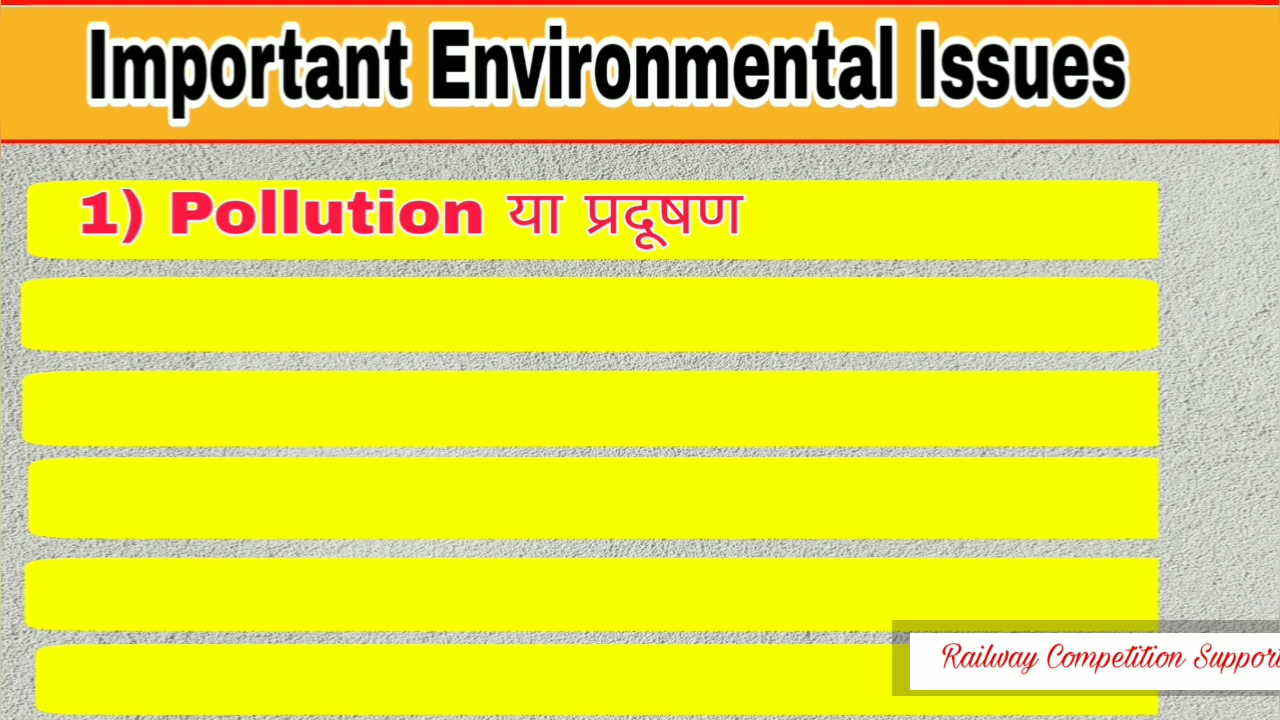 Important Environmental Issues
1) Pollution या प्रदूषण
Railway Competition Support